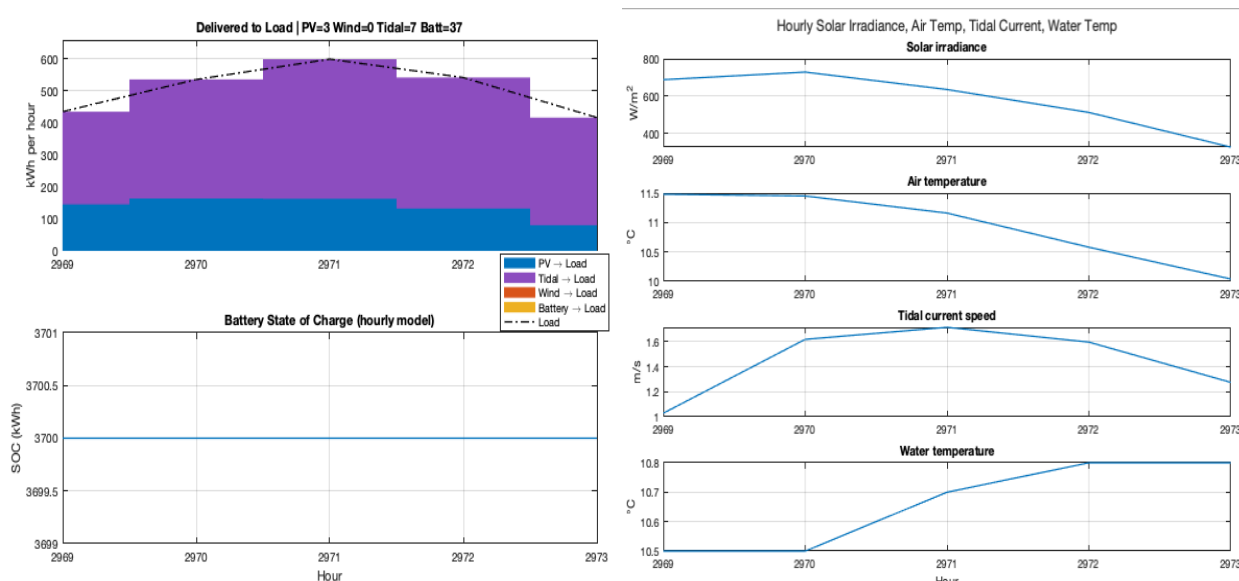 Delivered to Load | PV=3 Wind=0 Tidal=7 Batt=37
kWh per hour
600
500
400
300
200
100
0
2969 2970 2971 2972 2973
PV → Load
Tidal → Load
Wind → Load
Battery → Load
Load
Battery State of Charge (hourly model)
SOC (kWh)
3701
3700.5
3700
3699.5
3699
2969 2970 2971 2972 2973
Hour
Hourly Solar Irradiance, Air Temp, Tidal Current, Water Temp
Solar irradiance
W/m²
800
600
400
2969 2970 2971 2972 2973
Air temperature
°C
11.5
11
10.5
10
2969 2970 2971 2972 2973
Tidal current speed
m/s
1.6
1.4
1.2
1
2969 2970 2971 2972 2973
Water temperature
°C
10.8
10.7
10.6
10.5
2969 2970 2971 2972 2973
Hour